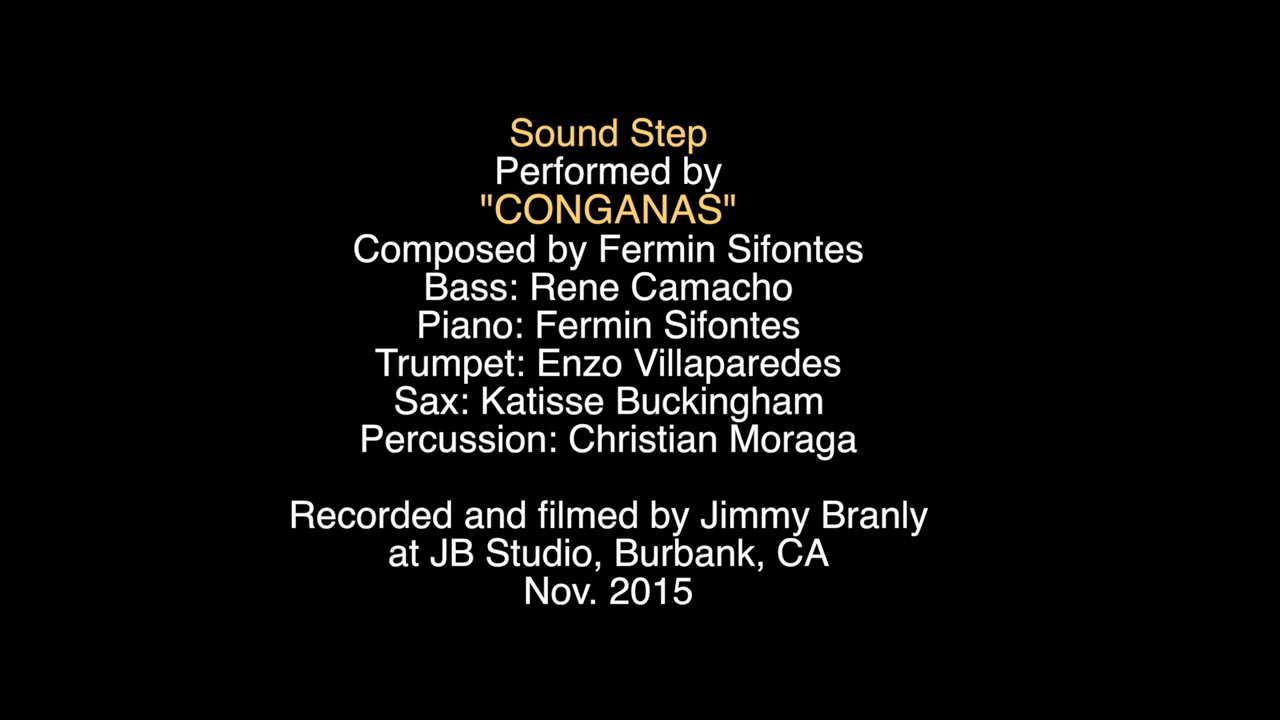 Sound Step
Performed by
"CONGANAS"
Composed by Fermin Sifontes
Bass: Rene Camacho
Piano: Fermin Sifontes
Trumpet: Enzo Villaparedes
Sax: Katisse Buckingham
Percussion: Christian Moraga
Recorded and filmed by Jimmy Branly
at JB Studio, Burbank, CA
Nov. 2015